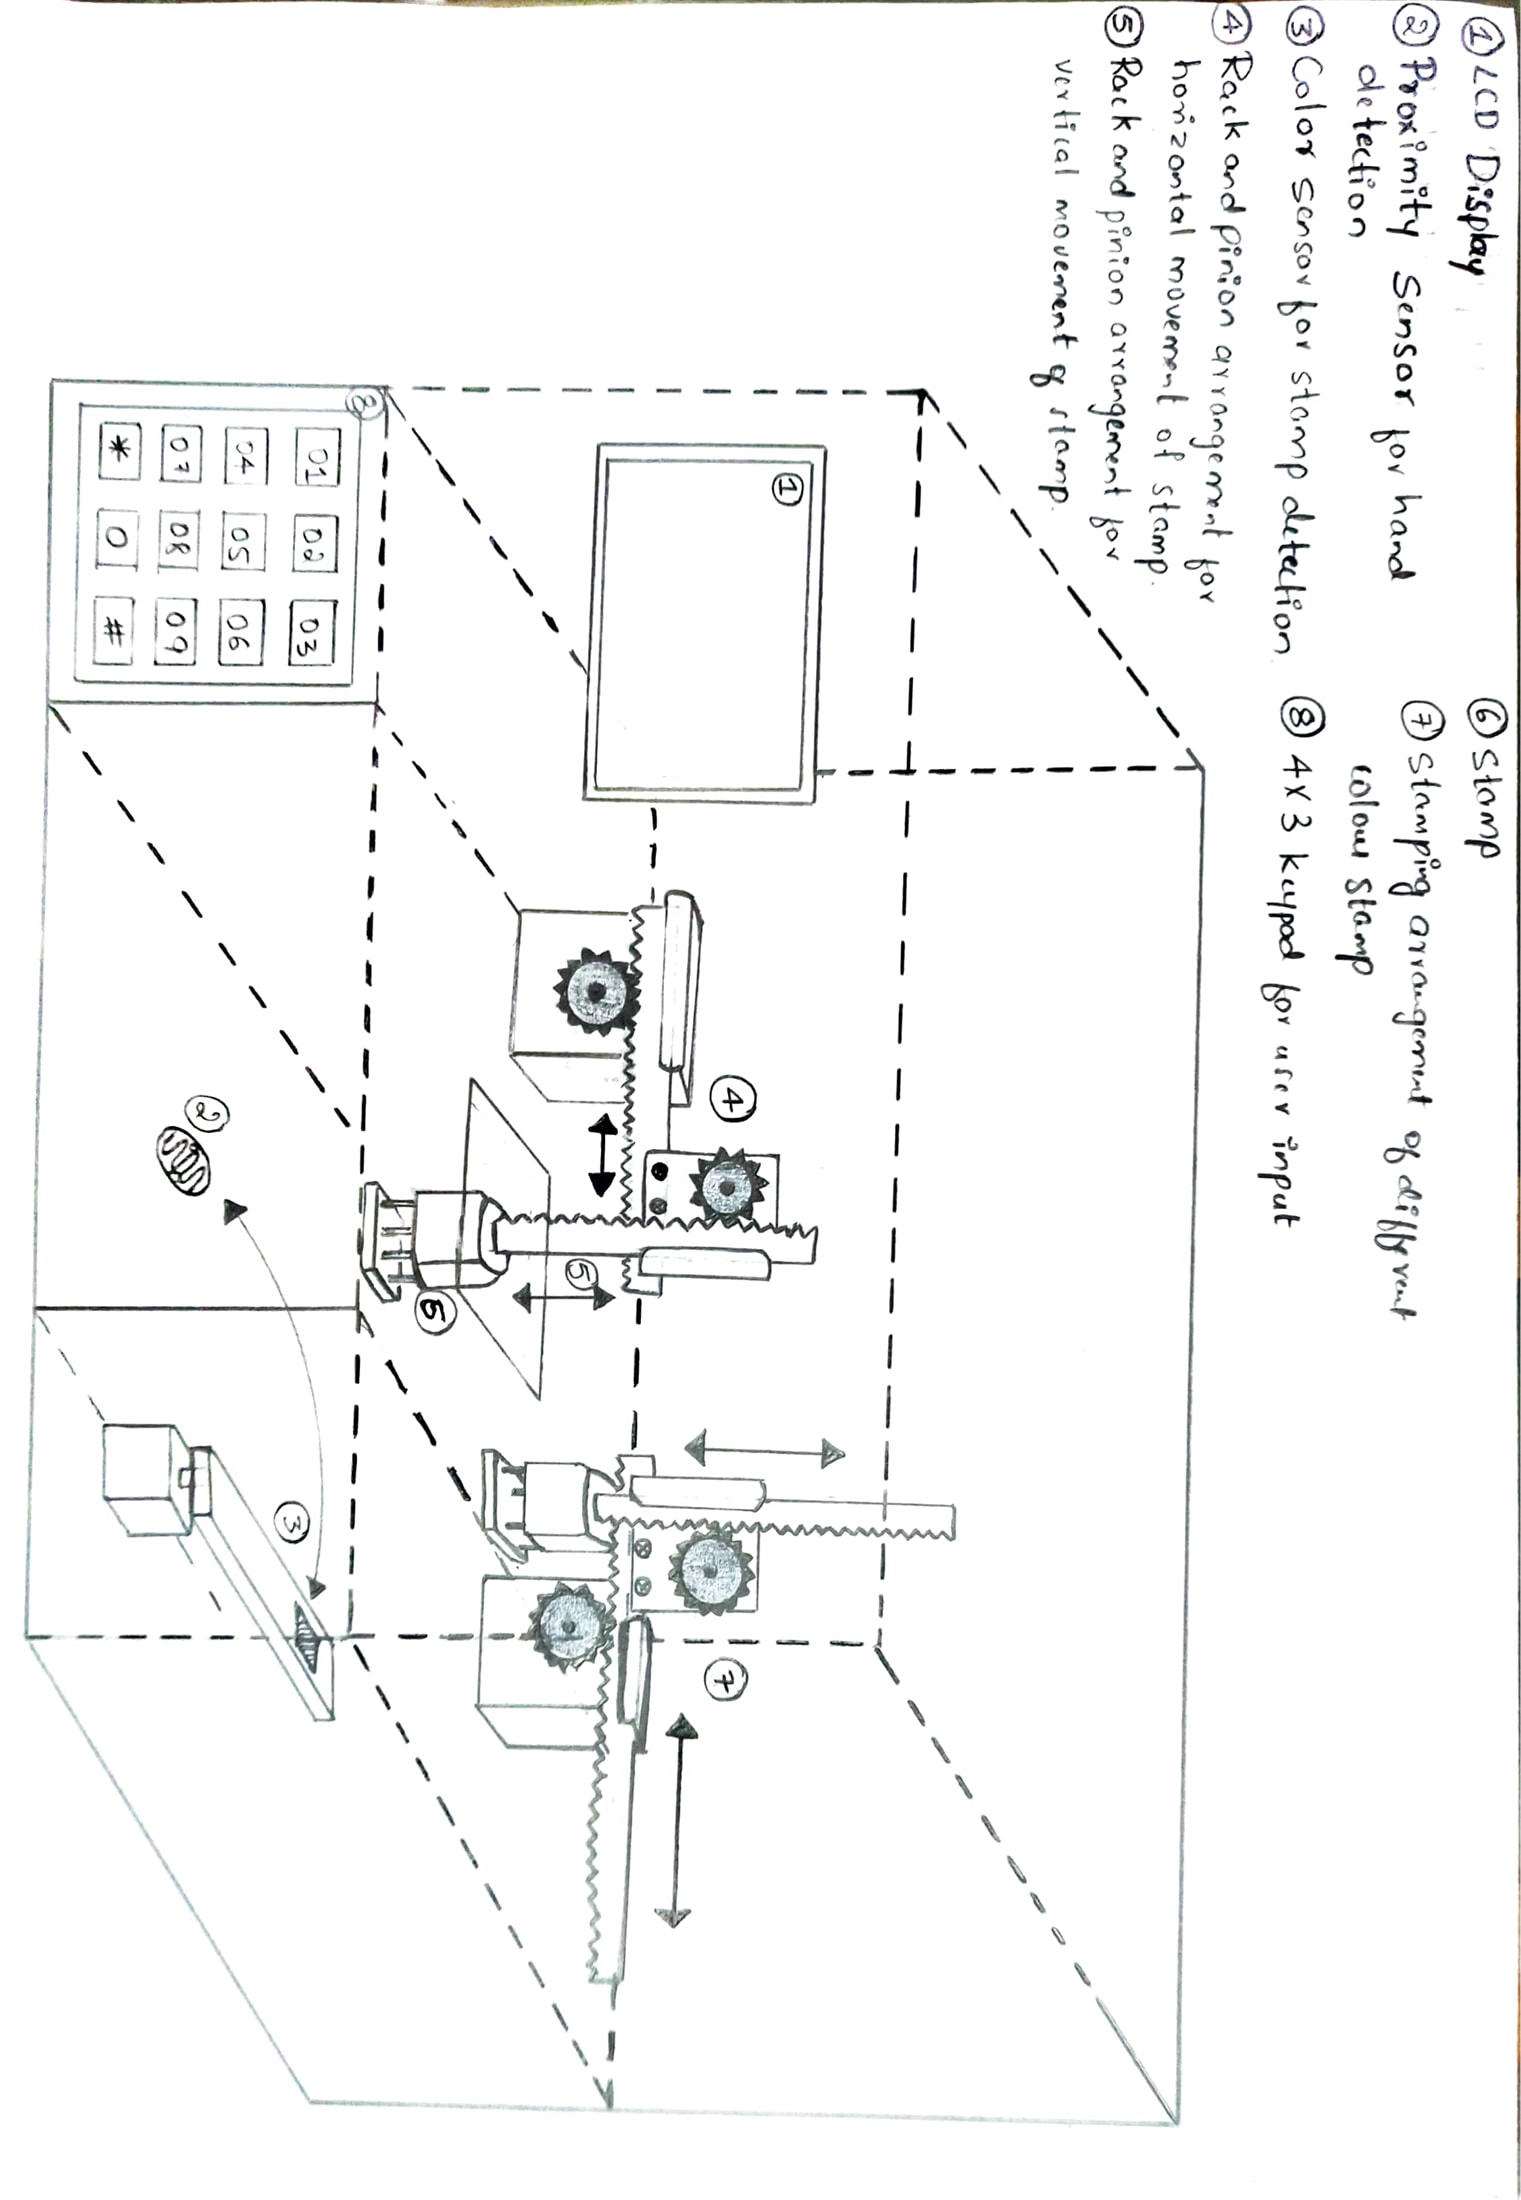 ① LCD Display
② Proximity Sensor for hand
detection
③ Color sensor for stamp detection
④ Rack and pinion arrangement for
horizontal movement of stamp.
⑤ Rack and pinion arrangement for
vertical movement of stamp.
⑥ Stamp
⑦ Stamping arrangement of different
colour stamp
⑧ 4x3 keypad for user input
①
④
⑦
⑤
⑥
⑧
01 02 03
04 05 06
07 08 09
* 0 #
③
②